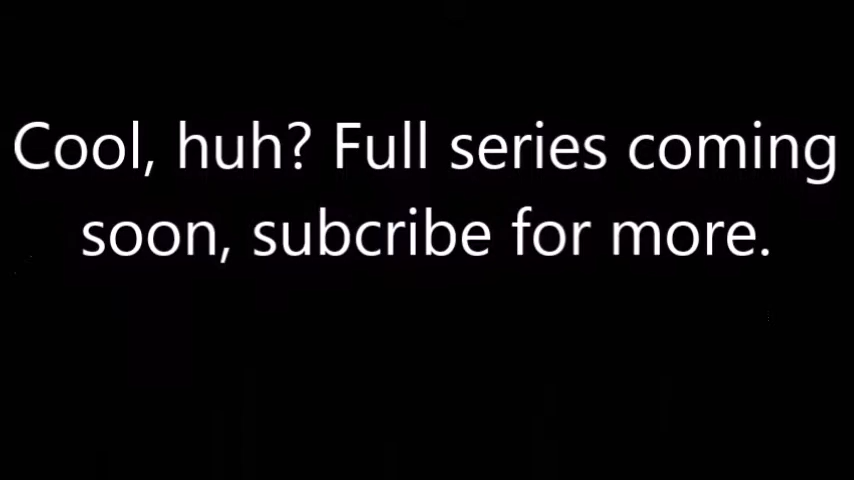 Cool, huh? Full series coming
soon, subcribe for more.